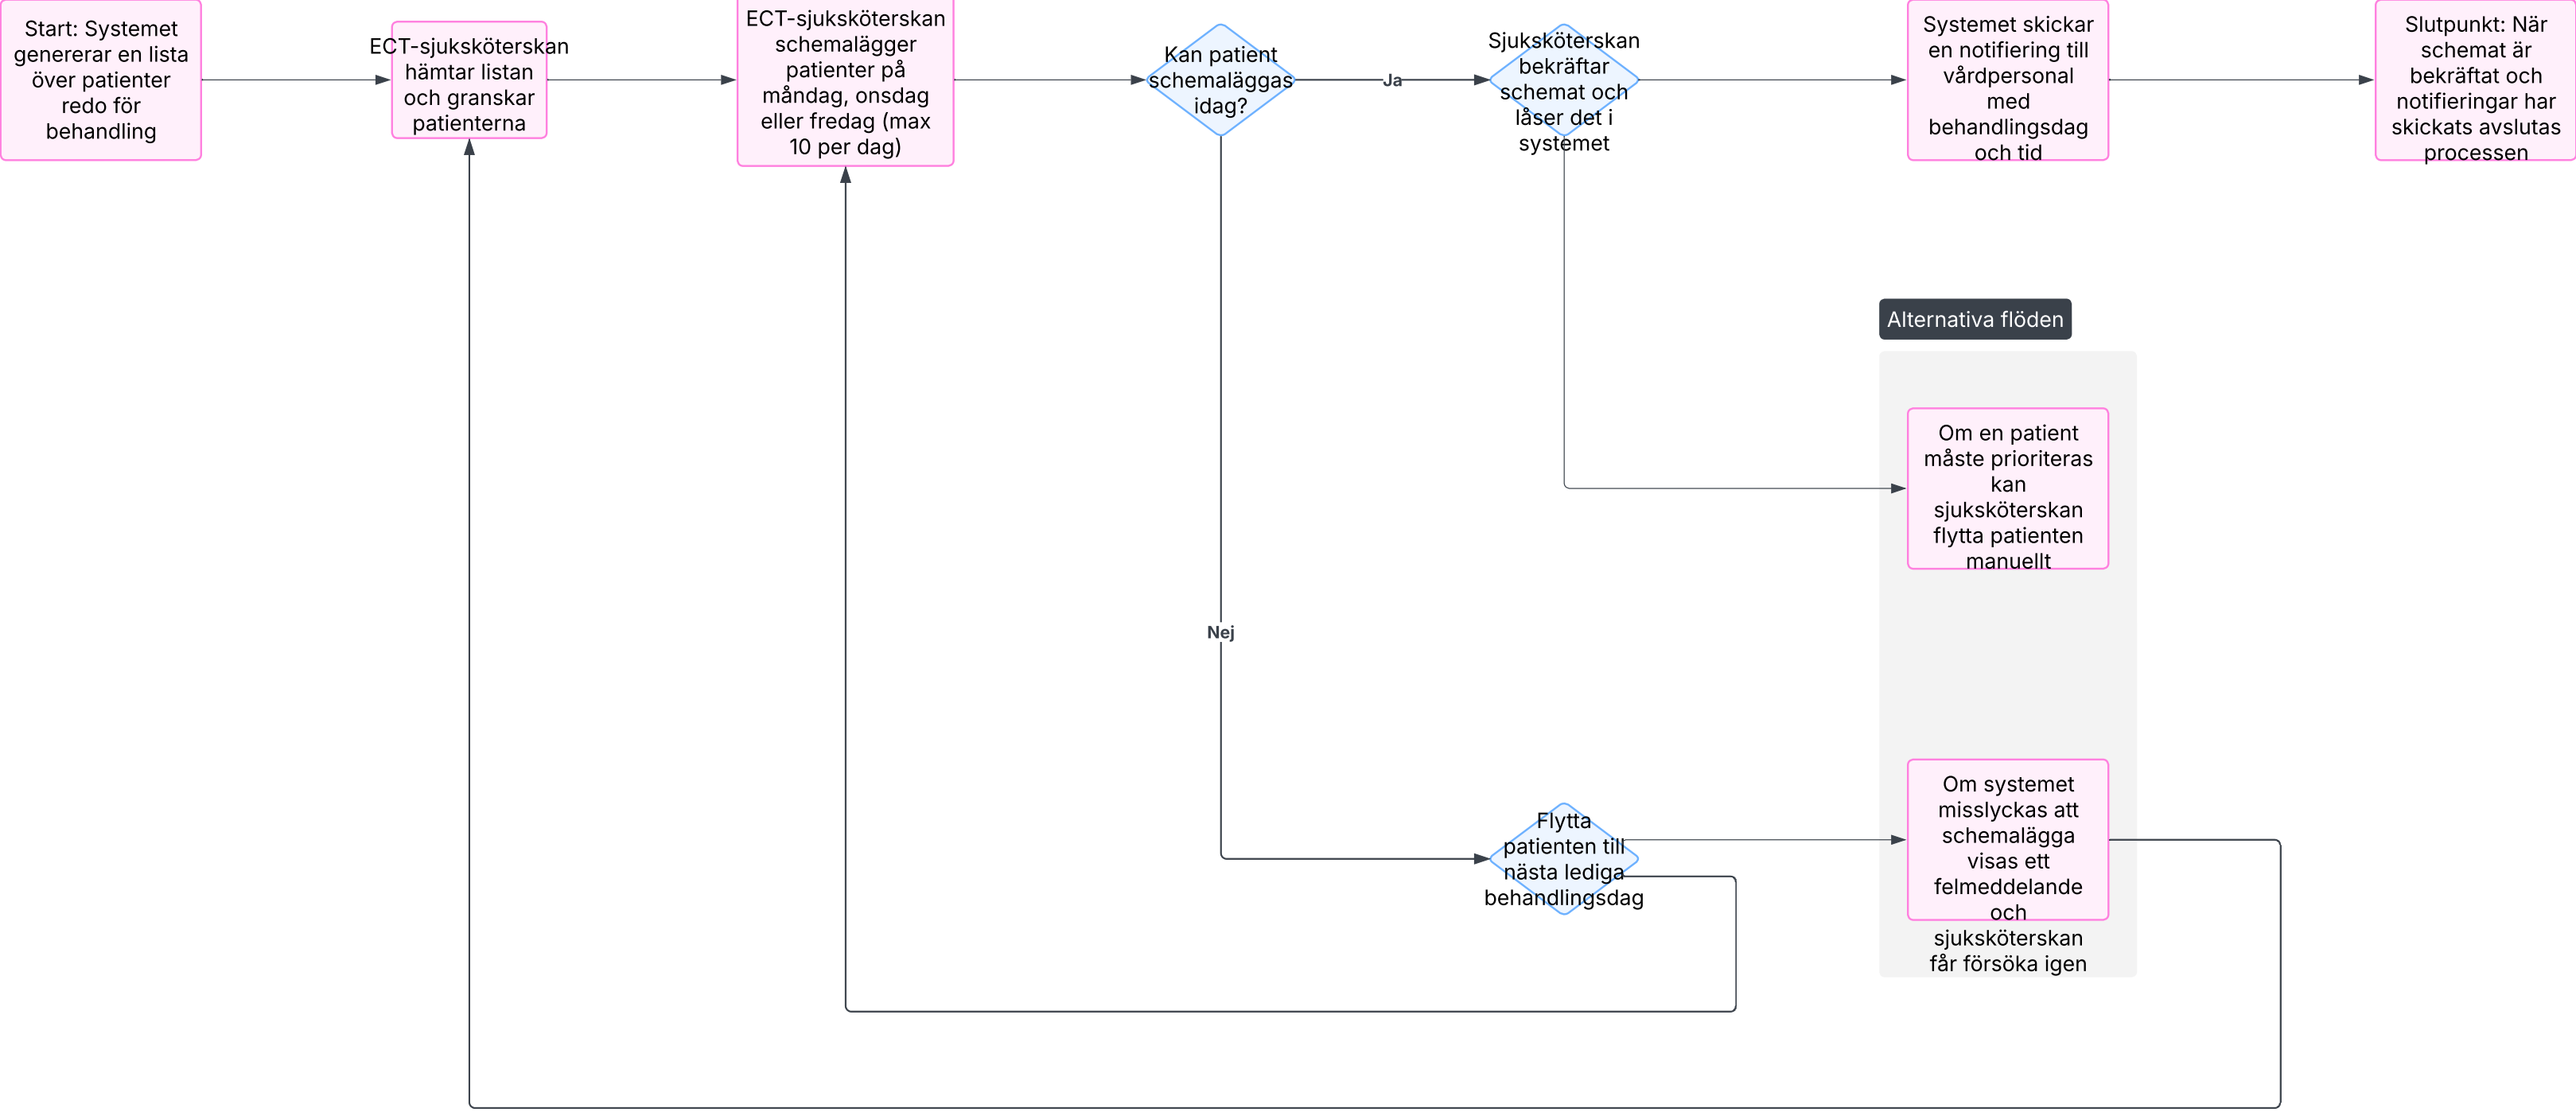 Start: Systemet
genererar en lista
över patienter
redo för
behandling
ECT-sjuksköterskan
hämtar listan
och granskar
patienterna
ECT-sjuksköterskan
schemalägger
patienter på
måndag, onsdag
eller fredag (max
10 per dag)
Kan patient
schemaläggas
idag?
Ja
Sjuksköterskan
bekräftar
schemat och
låser det i
systemet
Systemet skickar
en notifiering till
vårdpersonal
med
behandlingsdag
och tid
Slutpunkt: När
schemat är
bekräftat och
notifieringar har
skickats avslutas
processen
Alternativa flöden
Om en patient
måste prioriteras
kan
sjuksköterskan
flytta patienten
manuellt
Nej
Flytta
patienten till
nästa lediga
behandlingsdag
Om systemet
misslyckas att
schemalägga
visas ett
felmeddelande
och
sjuksköterskan
får försöka igen